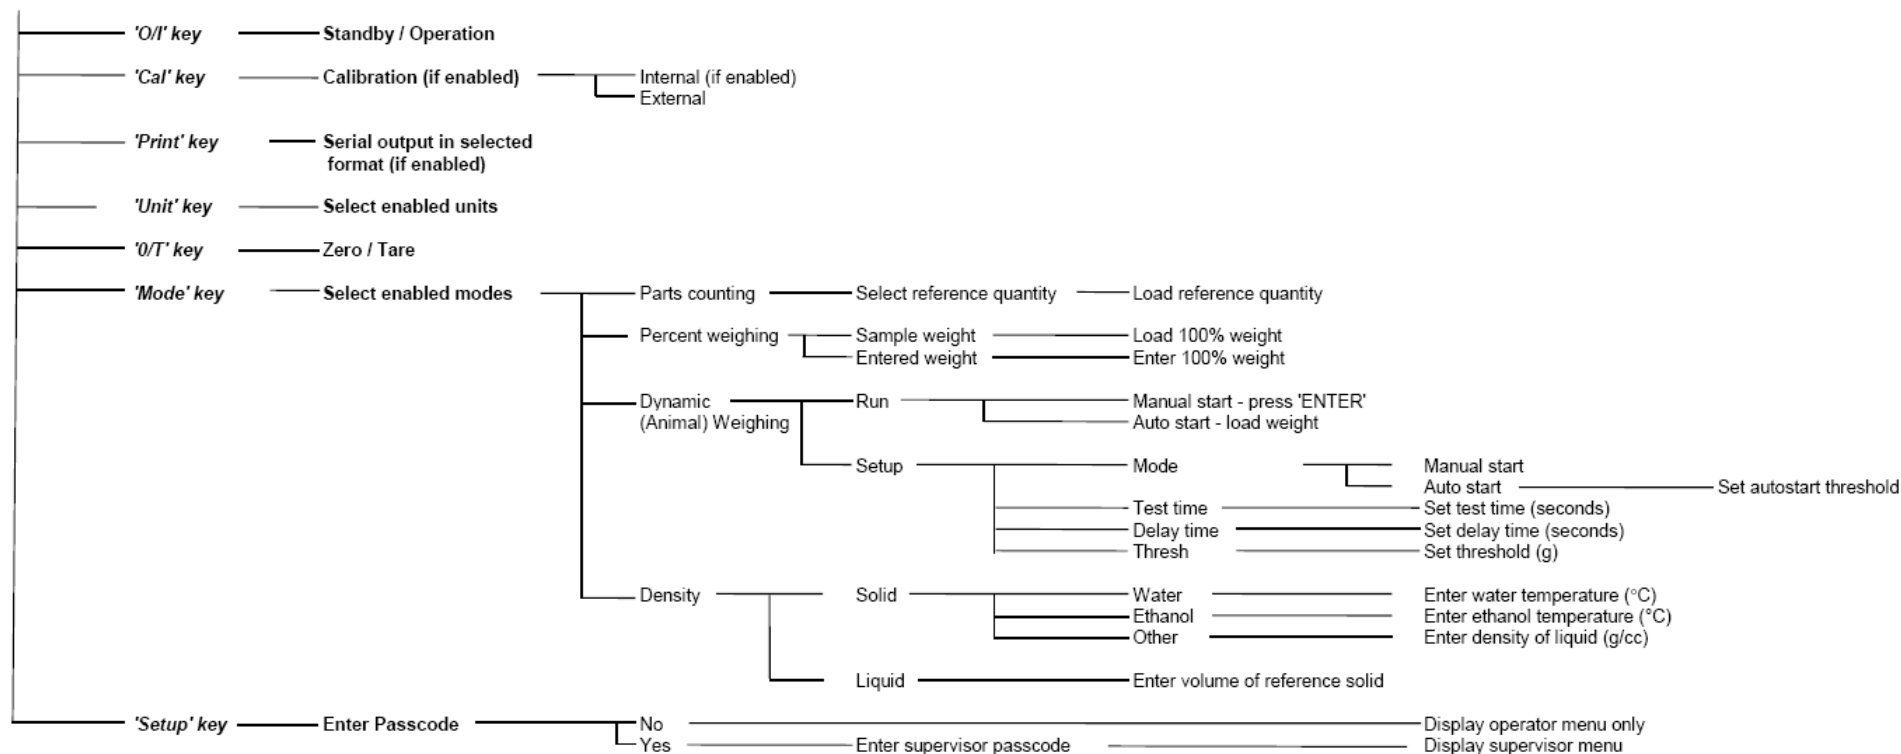 'O/I' key Standby / Operation
'Cal' key Calibration (if enabled) Internal (if enabled)
External
'Print' key Serial output in selected
format (if enabled)
'Unit' key Select enabled units
'0/T' key Zero / Tare
'Mode' key Select enabled modes Parts counting Select reference quantity Load reference quantity
Percent weighing Sample weight Load 100% weight
Entered weight Enter 100% weight
Dynamic Run Manual start - press 'ENTER'
(Animal) Weighing Auto start - load weight
Setup Mode Manual start
Auto start Set autostart threshold
Test time Set test time (seconds)
Delay time Set delay time (seconds)
Thresh Set threshold (g)
Density Solid Water Enter water temperature (°C)
Ethanol Enter ethanol temperature (°C)
Other Enter density of liquid (g/cc)
Liquid Enter volume of reference solid
'Setup' key Enter Passcode No Display operator menu only
Yes Enter supervisor passcode Display supervisor menu